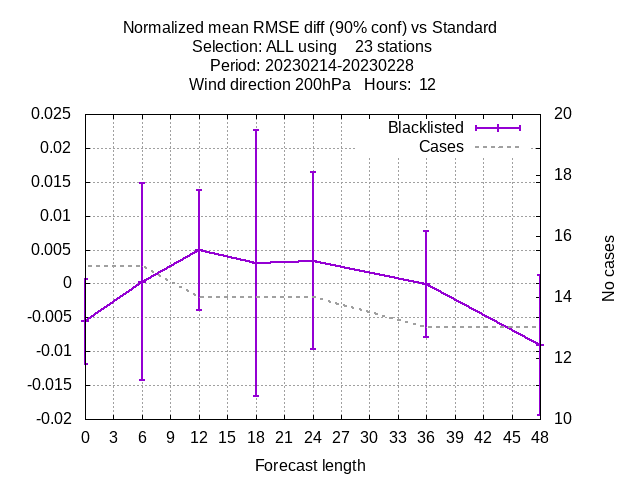 Normalized mean RMSE diff (90% conf) vs Standard
Selection: ALL using    23 stations
Period: 20230214-20230228
Wind direction 200hPa   Hours:  12
Blacklisted
Cases
0.025
0.02
0.015
0.01
0.005
0
-0.005
-0.01
-0.015
-0.02
20
18
16
14
12
10
No cases
0 3 6 9 12 15 18 21 24 27 30 33 36 39 42 45 48
Forecast length